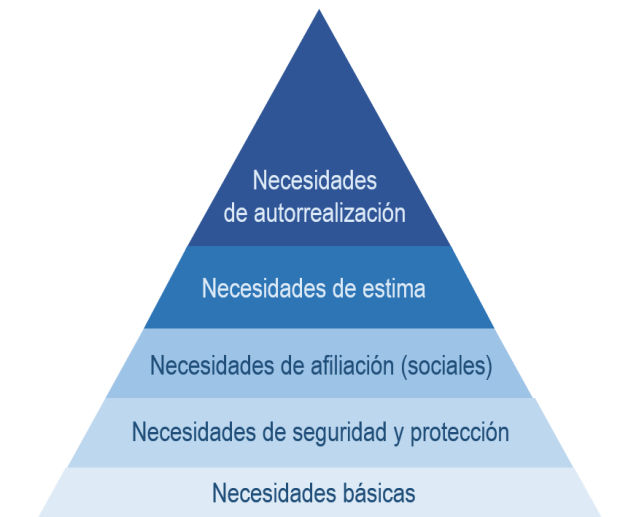 Necesidades
de autorrealización
Necesidades de estima
Necesidades de afiliación (sociales)
Necesidades de seguridad y protección
Necesidades básicas